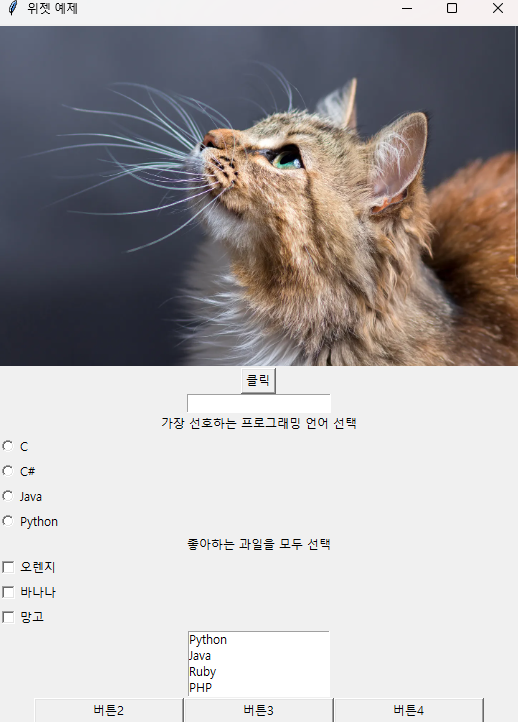 위젯 예제
클릭
가장 선호하는 프로그래밍 언어 선택
C
C#
Java
Python
좋아하는 과일을 모두 선택
오렌지
바나나
망고
Python
Java
Ruby
PHP
버튼2 버튼3 버튼4